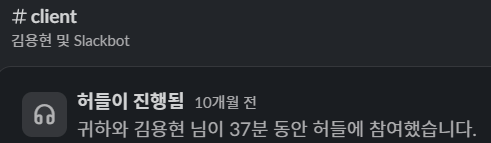 # client
김용현 및 Slackbot
허들이 진행됨 10개월 전
귀하와 김용현 님이 37분 동안 허들에 참여했습니다.